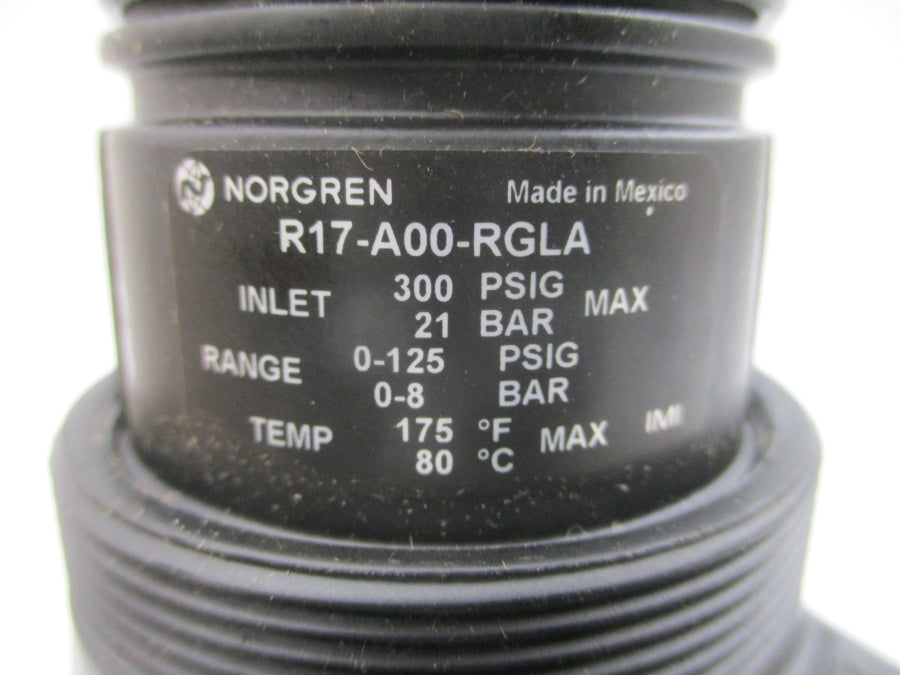 NORGREN Made in Mexico
R17-A00-RGLA
INLET 300 PSIG MAX
21 BAR
RANGE 0-125 PSIG
0-8 BAR
TEMP 175 °F MAX IMI
80 °C